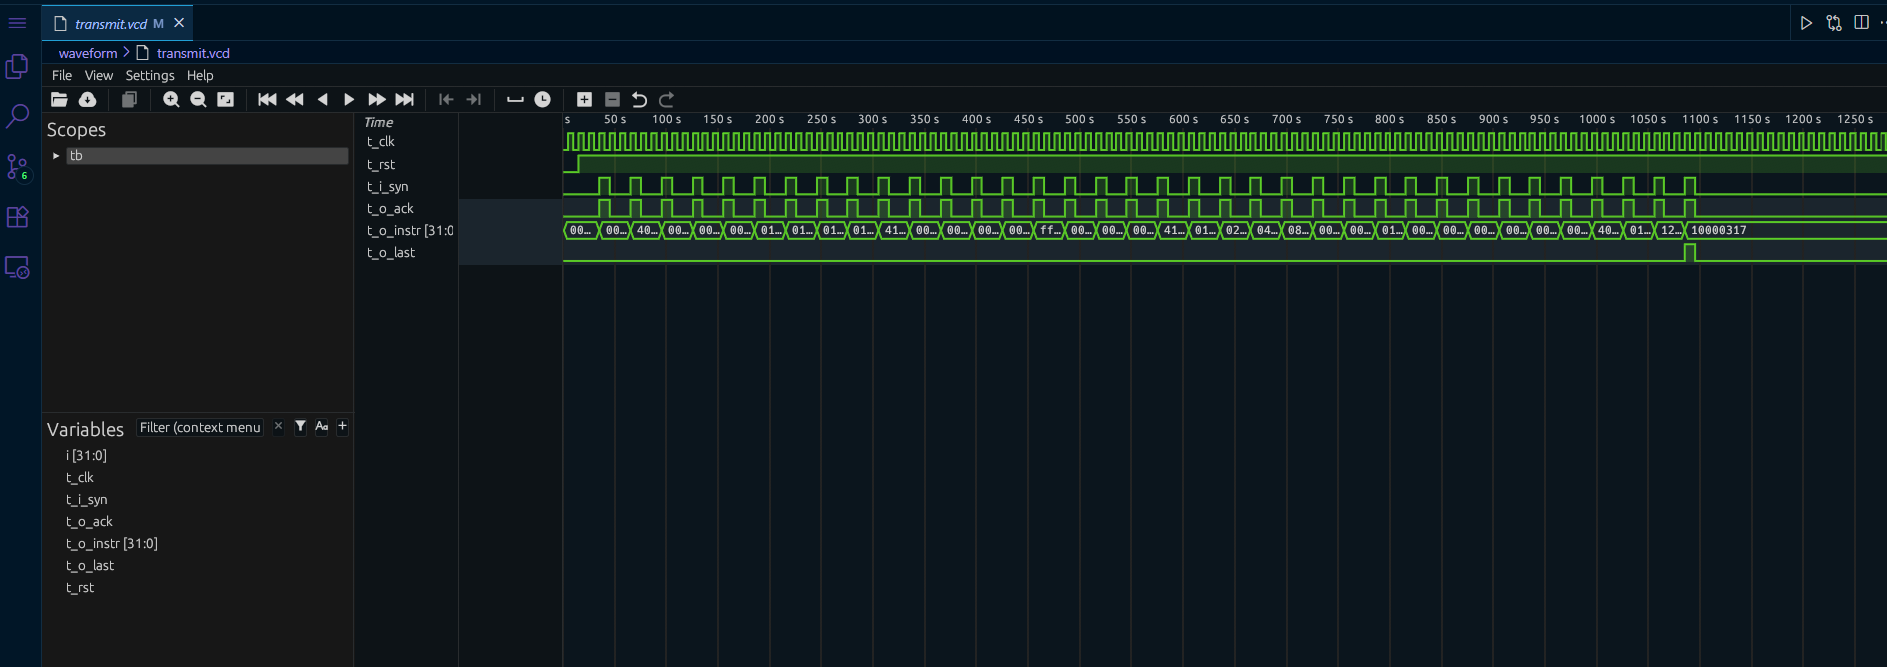 transmit.vcd M
waveform > transmit.vcd
File View Settings Help
Scopes
tb
Time
t_clk
t_rst
t_i_syn
t_o_ack
t_o_instr [31:0
t_o_last
s 50 s 100 s 150 s 200 s 250 s 300 s 350 s 400 s 450 s 500 s 550 s 600 s 650 s 700 s 750 s 800 s 850 s 900 s 950 s 1000 s 1050 s 1100 s 1150 s 1200 s 1250 s
00… 00… 40… 00… 00… 00… 01… 01… 01… 01… 41… 00… 00… 00… 00… ff… 00… 00… 00… 41… 01… 02… 04… 08… 00… 00… 01… 00… 00… 00… 00… 00… 00… 40… 01… 12… 10000317
6
Variables
Filter (context menu
Aa
i [31:0]
t_clk
t_i_syn
t_o_ack
t_o_instr [31:0]
t_o_last
t_rst